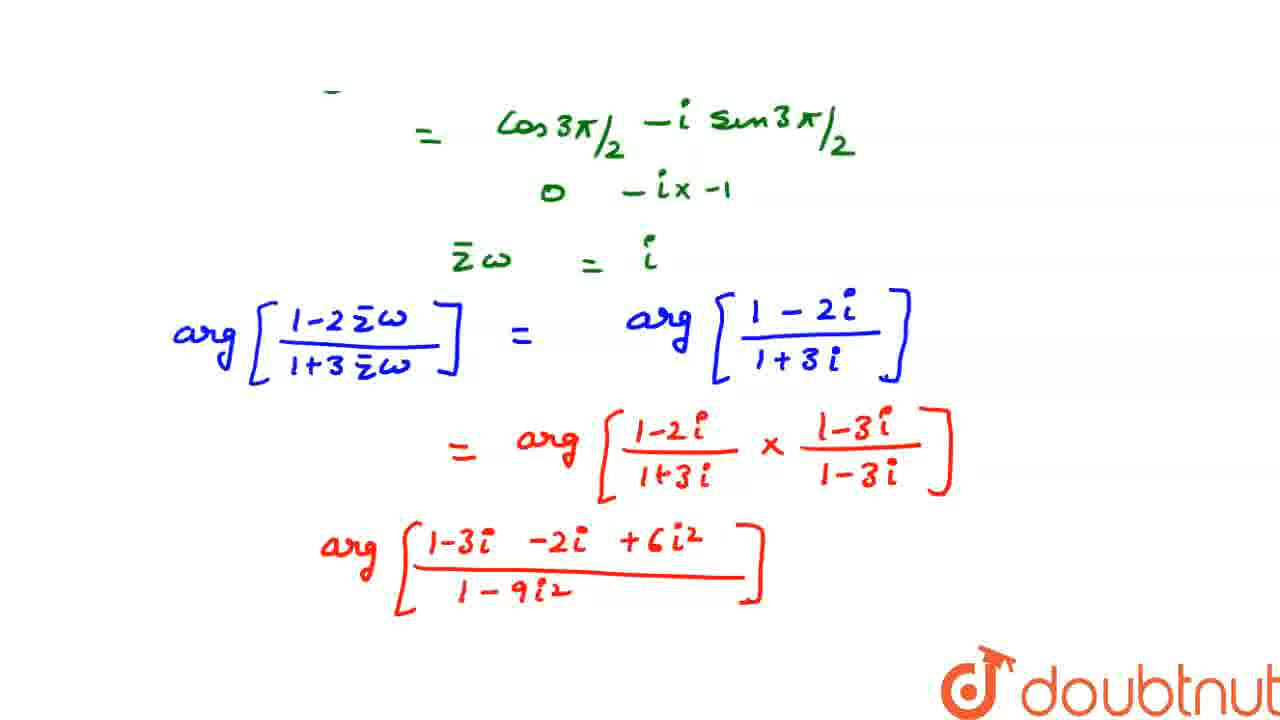 = cos 3π/2 - i sin 3π/2
0 - i x -1
z̄ω = i
arg [ (1-2z̄ω)/(1+3z̄ω) ] = arg [ (1-2i)/(1+3i) ]
= arg [ (1-2i)/(1+3i) × (1-3i)/(1-3i) ]
arg [ (1-3i -2i +6i²)/(1-9i²) ]
doubtnut